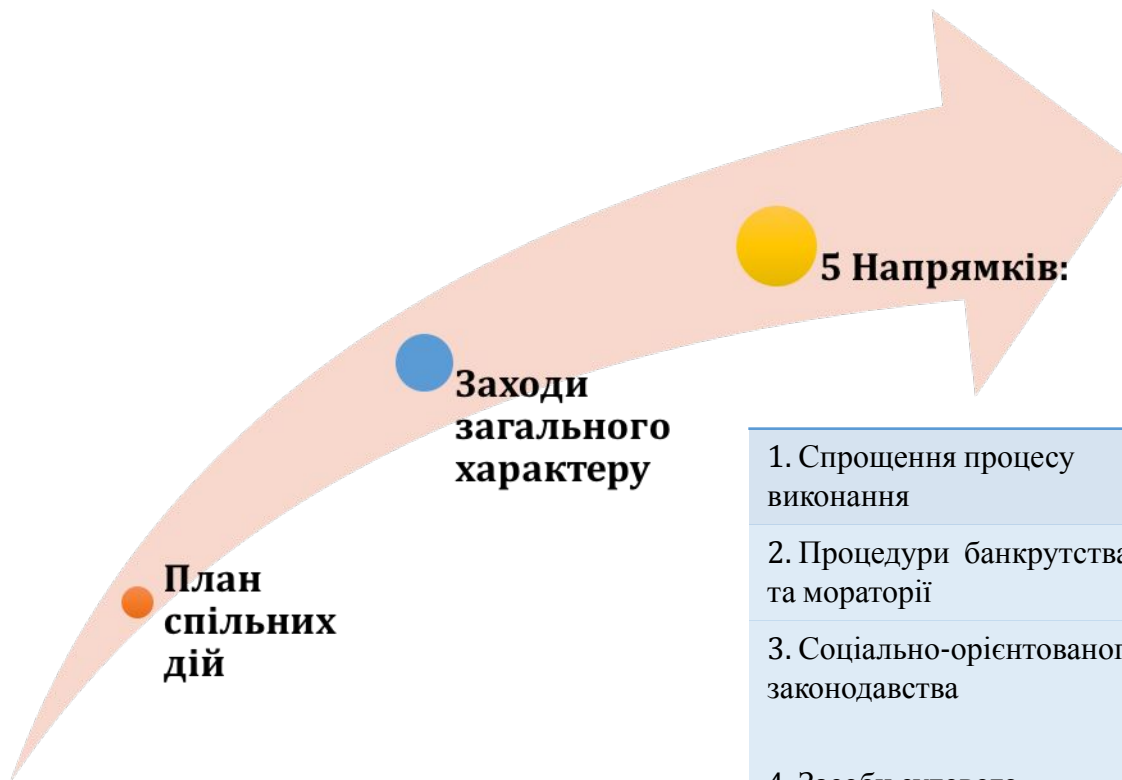 5 Напрямків:
Заходи
загального
характеру
План
спільних
дій
1. Спрощення процесу
виконання
2. Процедури банкрутства
та мораторії
3. Соціально-орієнтованог
законодавства